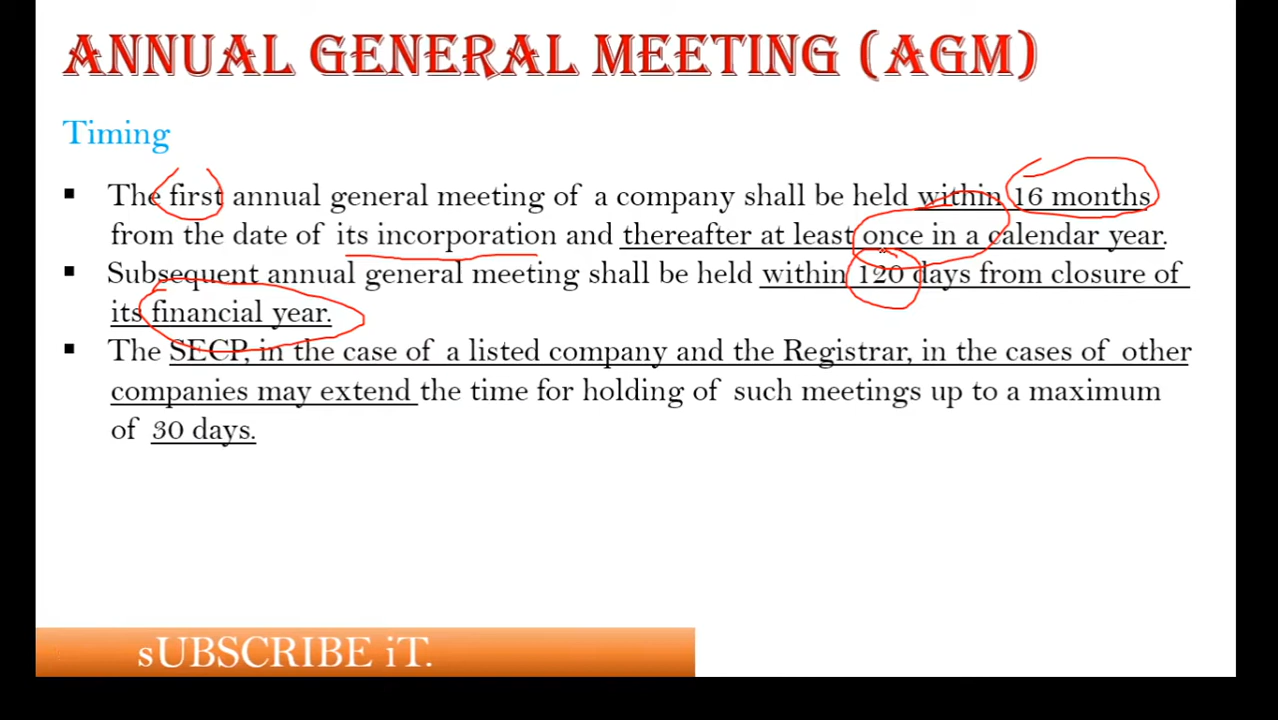 ANNUAL GENERAL MEETING (AGM)
Timing
▪ The first annual general meeting of a company shall be held within 16 months
from the date of its incorporation and thereafter at least once in a calendar year.
▪ Subsequent annual general meeting shall be held within 120 days from closure of
its financial year.
▪ The SECP, in the case of a listed company and the Registrar, in the cases of other
companies may extend the time for holding of such meetings up to a maximum
of 30 days.
sUBSCRIBE iT.